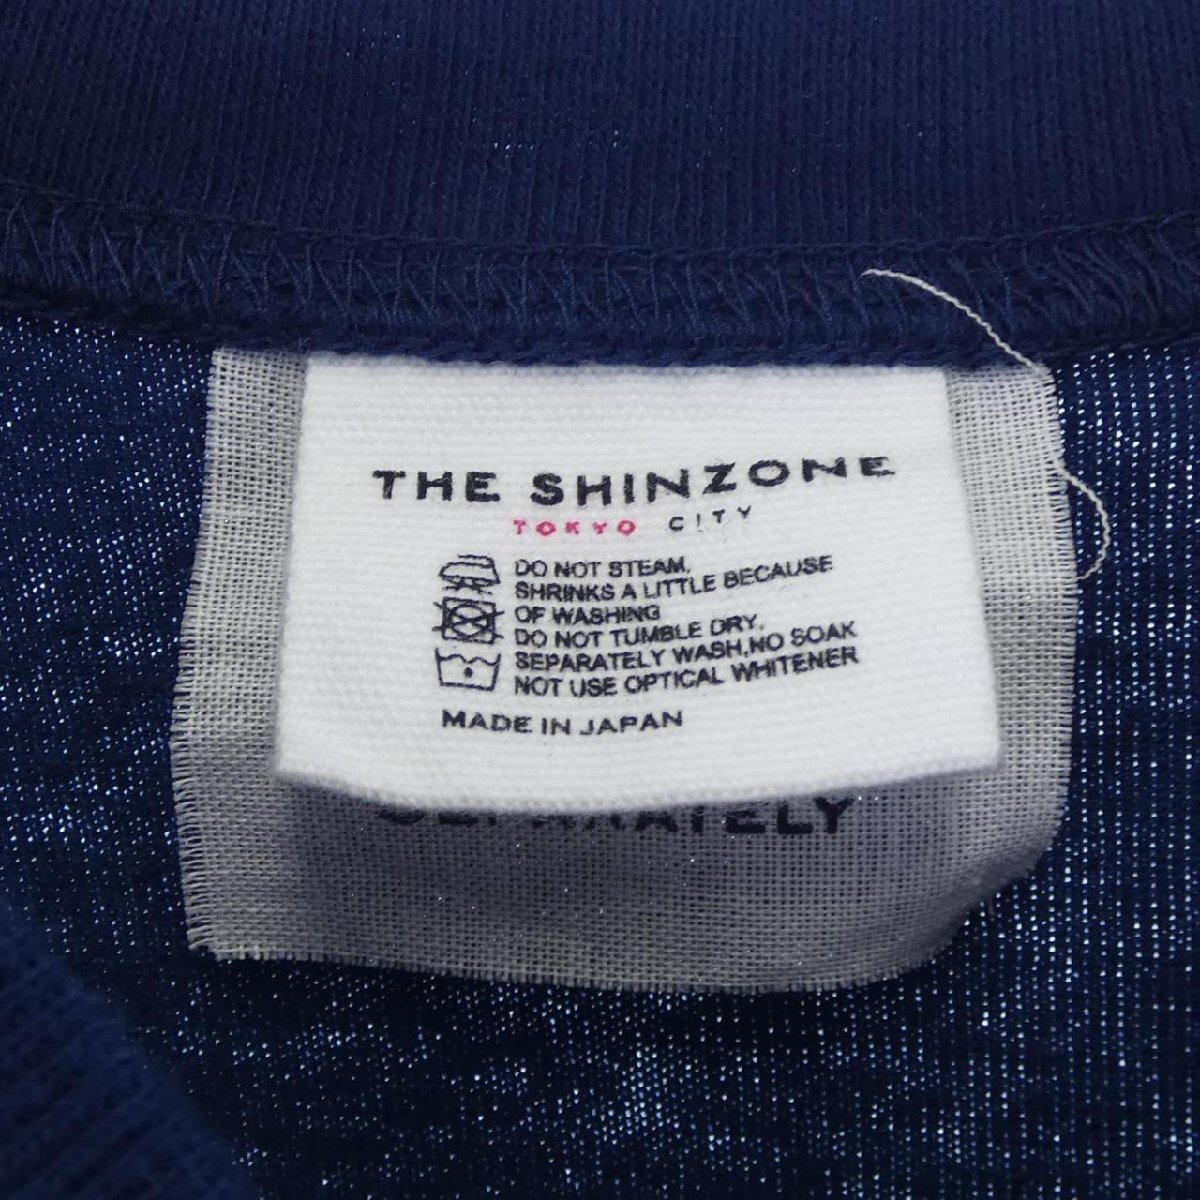 THE SHINZONE
TOKYO CITY
DO NOT STEAM,
SHRINKS A LITTLE BECAUSE
OF WASHING
DO NOT TUMBLE DRY,
SEPARATELY WASH,NO SOAK
NOT USE OPTICAL WHITENER
MADE IN JAPAN
SEPARATELY